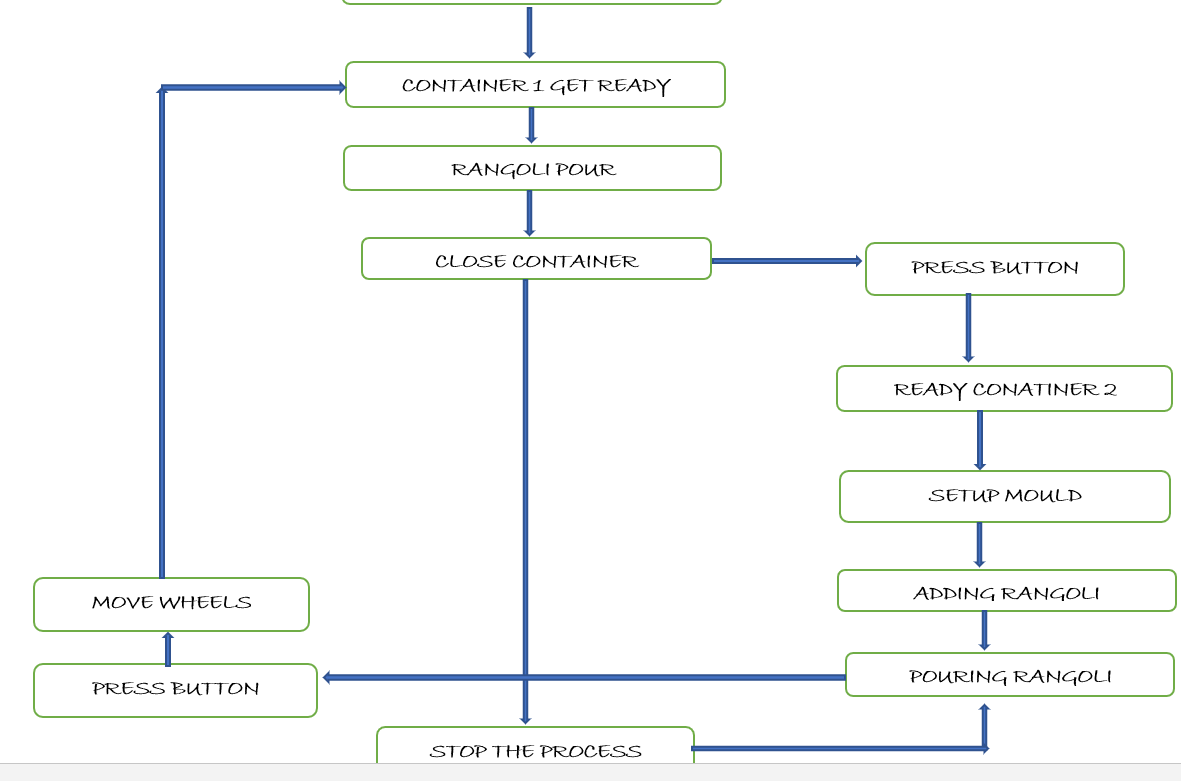 CONTAINER 1 GET READY
RANGOLI POUR
CLOSE CONTAINER
PRESS BUTTON
READY CONATINER 2
SETUP MOULD
ADDING RANGOLI
MOVE WHEELS
POURING RANGOLI
PRESS BUTTON
STOP THE PROCESS